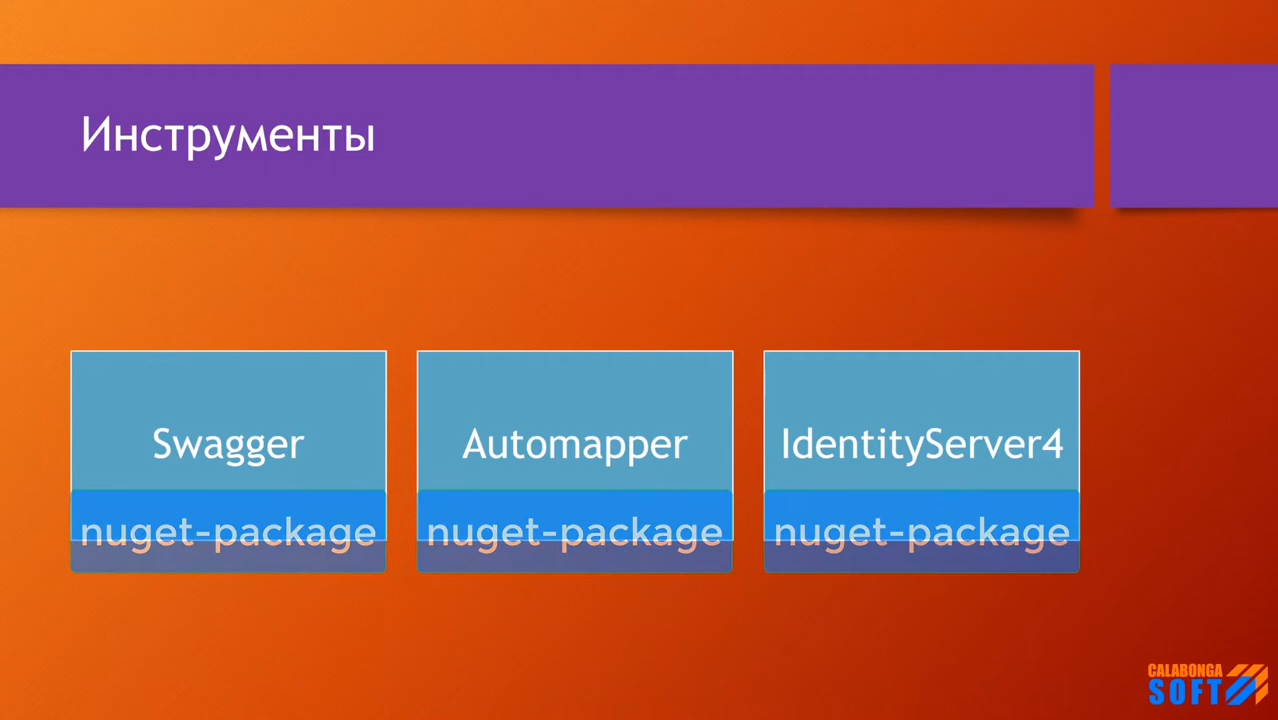 Инструменты
Swagger
Automapper
IdentityServer4
nuget-package
nuget-package
nuget-package
CALABONGA
SOFT